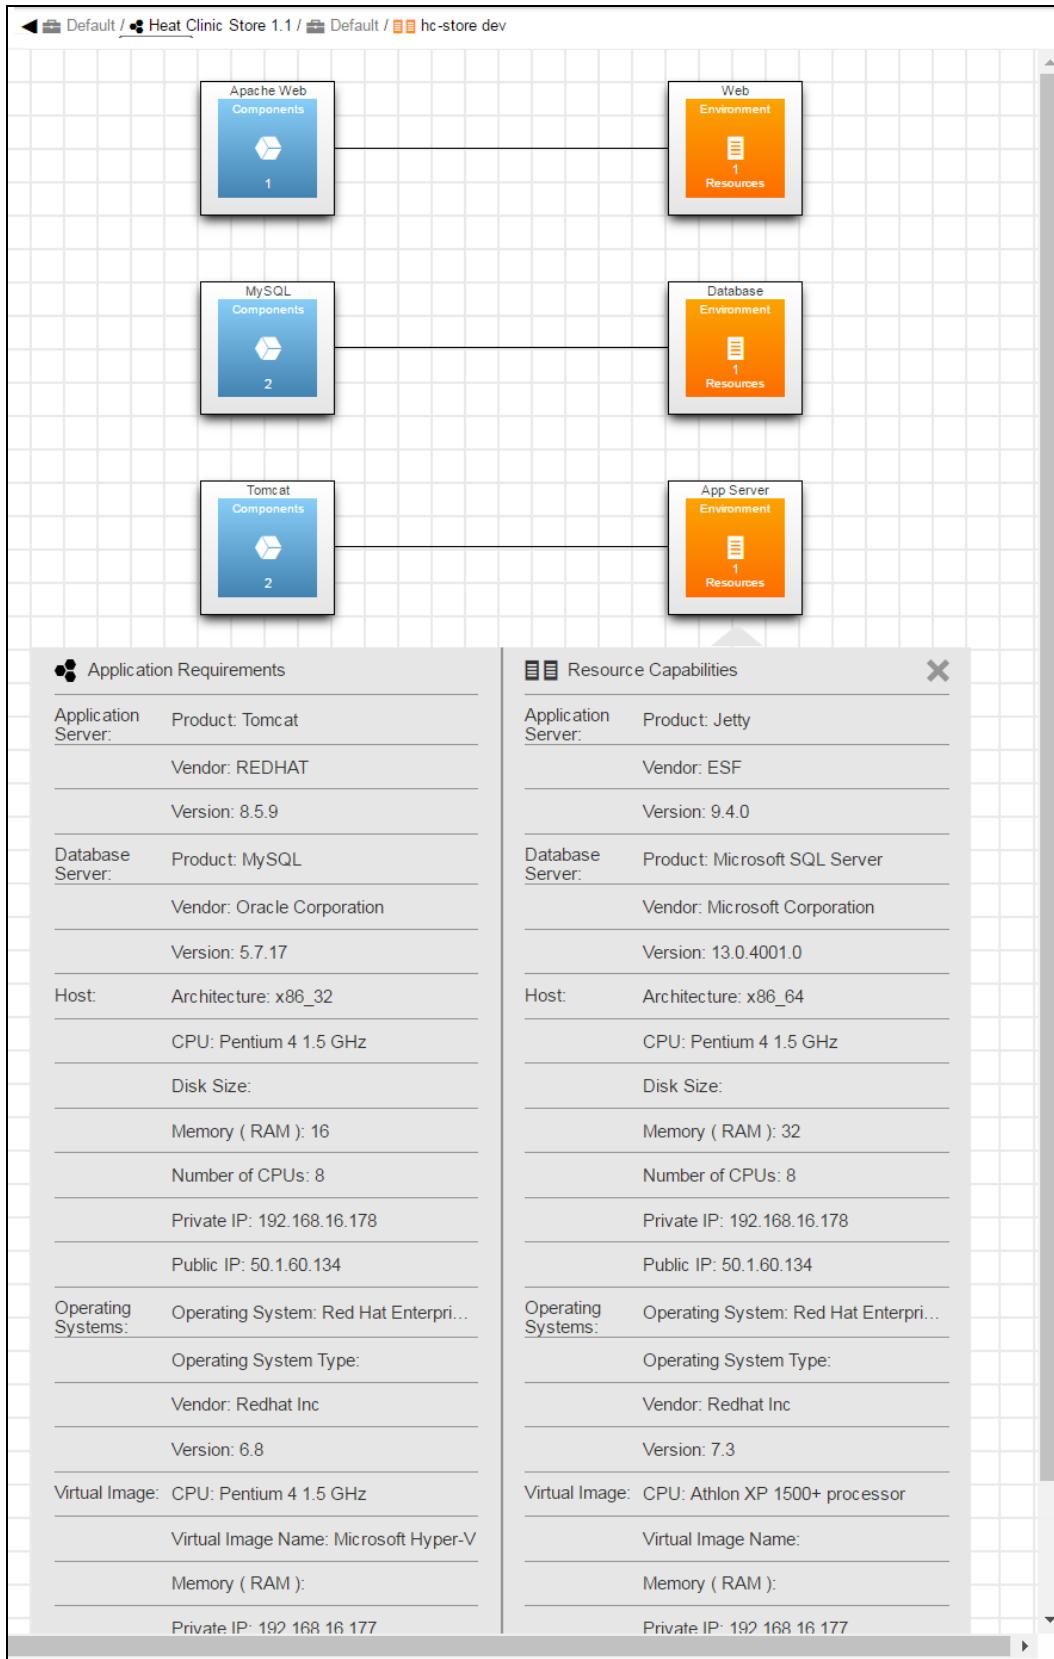 Default / Heat Clinic Store 1.1 / Default / hc-store dev
Apache Web
Components
1
Web
Environment
1
Resources
MySQL
Components
2
Database
Environment
1
Resources
Tomcat
Components
2
App Server
Environment
1
Resources
Application Requirements
Resource Capabilities
Application Server:
Product: Tomcat
Application Server:
Product: Jetty
Vendor: REDHAT
Vendor: ESF
Version: 8.5.9
Version: 9.4.0
Database Server:
Product: MySQL
Database Server:
Product: Microsoft SQL Server
Vendor: Oracle Corporation
Vendor: Microsoft Corporation
Version: 5.7.17
Version: 13.0.4001.0
Host:
Architecture: x86_32
Host:
Architecture: x86_64
CPU: Pentium 4 1.5 GHz
CPU: Pentium 4 1.5 GHz
Disk Size:
Disk Size:
Memory ( RAM ): 16
Memory ( RAM ): 32
Number of CPUs: 8
Number of CPUs: 8
Private IP: 192.168.16.178
Private IP: 192.168.16.178
Public IP: 50.1.60.134
Public IP: 50.1.60.134
Operating Systems:
Operating System: Red Hat Enterpri...
Operating Systems:
Operating System: Red Hat Enterpri...
Operating System Type:
Operating System Type:
Vendor: Redhat Inc
Vendor: Redhat Inc
Version: 6.8
Version: 7.3
Virtual Image:
CPU: Pentium 4 1.5 GHz
Virtual Image:
CPU: Athlon XP 1500+ processor
Virtual Image Name: Microsoft Hyper-V
Virtual Image Name:
Memory ( RAM ):
Memory ( RAM ):
Private IP: 192.168.16.177
Private IP: 192.168.16.177